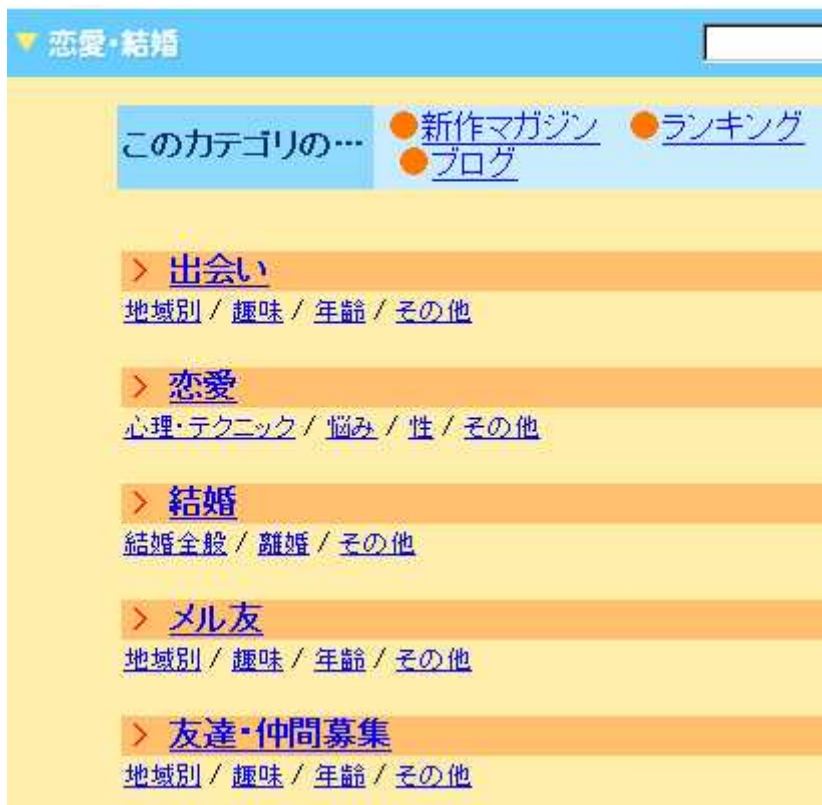 ▼ 恋愛・結婚
このカテゴリの… ●新作マガジン ●ランキング
●ブログ
> 出会い
地域別 / 趣味 / 年齢 / その他
> 恋愛
心理・テクニック / 悩み / 性 / その他
> 結婚
結婚全般 / 離婚 / その他
> メル友
地域別 / 趣味 / 年齢 / その他
> 友達・仲間募集
地域別 / 趣味 / 年齢 / その他